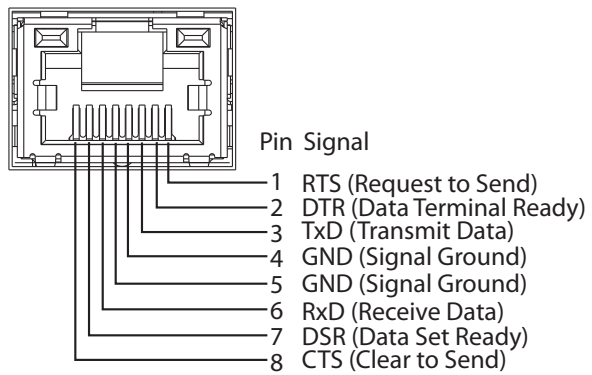 Pin Signal
1 RTS (Request to Send)
2 DTR (Data Terminal Ready)
3 TxD (Transmit Data)
4 GND (Signal Ground)
5 GND (Signal Ground)
6 RxD (Receive Data)
7 DSR (Data Set Ready)
8 CTS (Clear to Send)